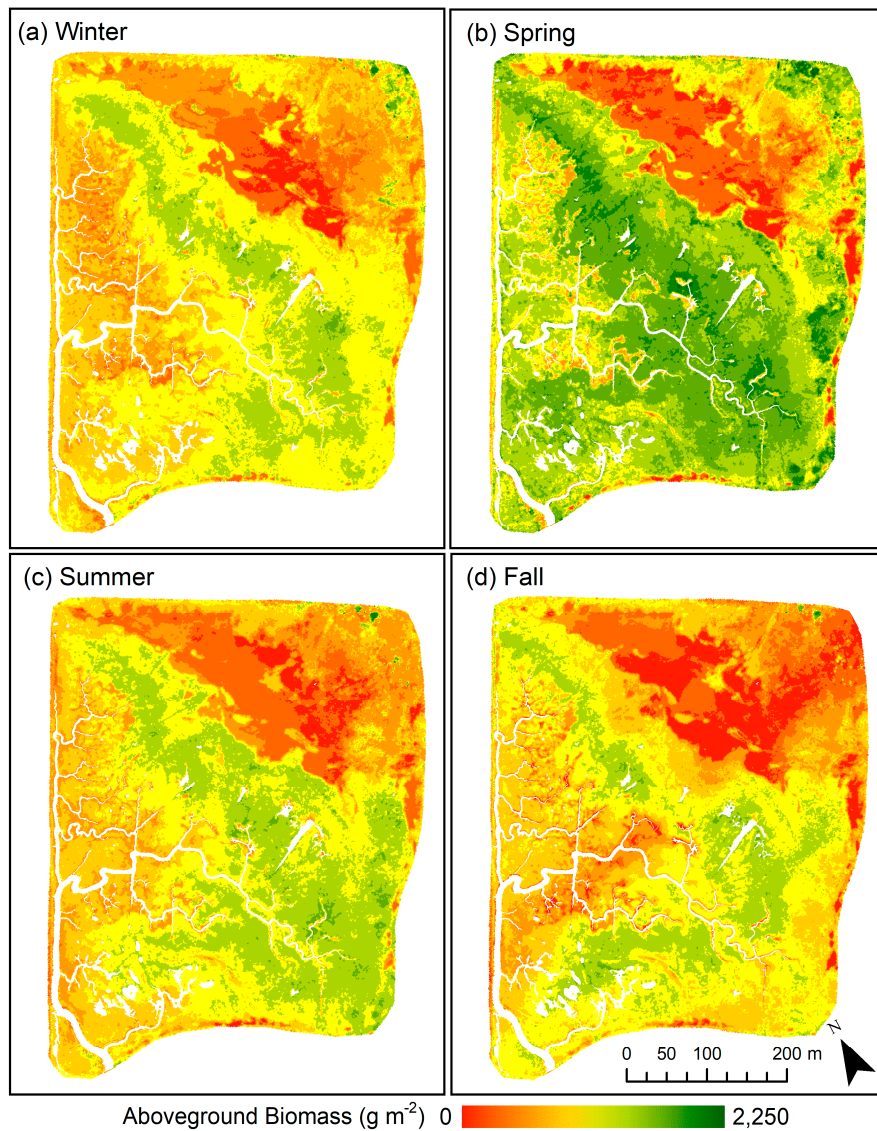 (a) Winter
(b) Spring
(c) Summer
(d) Fall
N
0 50 100 200 m
Aboveground Biomass (g m⁻²) 0 2,250